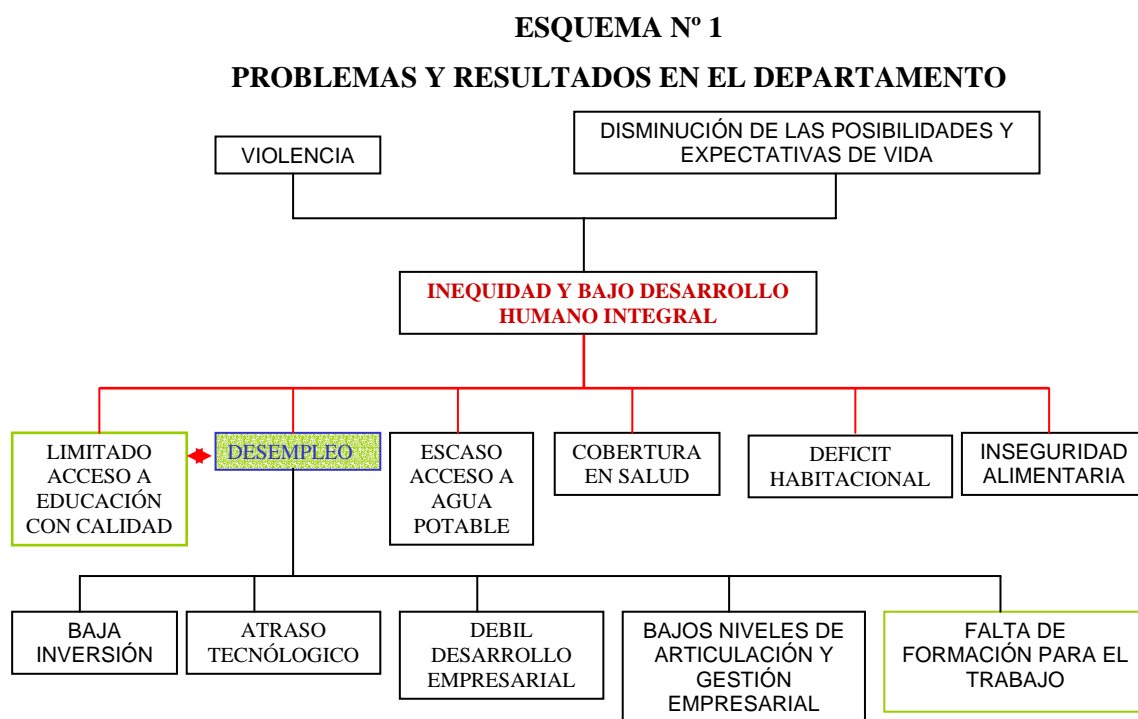 ESQUEMA Nº 1
PROBLEMAS Y RESULTADOS EN EL DEPARTAMENTO
VIOLENCIA
DISMINUCIÓN DE LAS POSIBILIDADES Y
EXPECTATIVAS DE VIDA
INEQUIDAD Y BAJO DESARROLLO
HUMANO INTEGRAL
LIMITADO
ACCESO A
EDUCACIÓN
CON CALIDAD
DESEMPLEO
ESCASO
ACCESO A
AGUA
POTABLE
COBERTURA
EN SALUD
DEFICIT
HABITACIONAL
INSEGURIDAD
ALIMENTARIA
BAJA
INVERSIÓN
ATRASO
TECNÓLOGICO
DEBIL
DESARROLLO
EMPRESARIAL
BAJOS NIVELES DE
ARTICULACIÓN Y
GESTIÓN
EMPRESARIAL
FALTA DE
FORMACIÓN PARA EL
TRABAJO